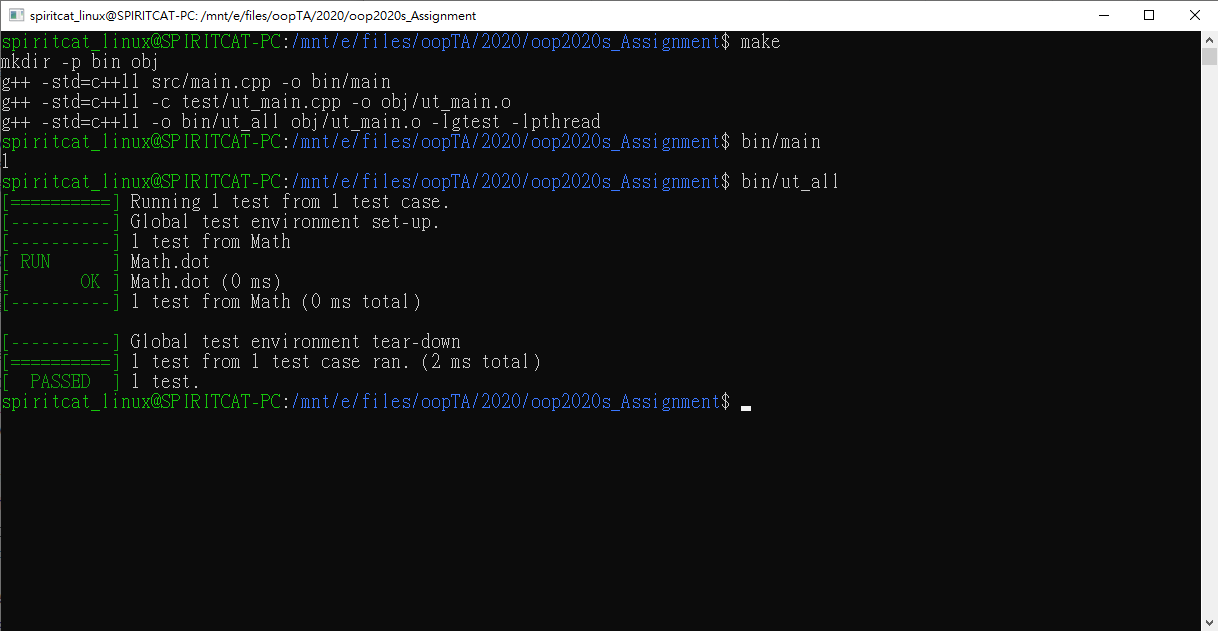 spiritcat_linux@SPIRITCAT-PC: /mnt/e/files/oopTA/2020/oop2020s_Assignment
spiritcat_linux@SPIRITCAT-PC:/mnt/e/files/oopTA/2020/oop2020s_Assignment$ make
mkdir -p bin obj
g++ -std=c++11 src/main.cpp -o bin/main
g++ -std=c++11 -c test/ut_main.cpp -o obj/ut_main.o
g++ -std=c++11 -o bin/ut_all obj/ut_main.o -lgtest -lpthread
spiritcat_linux@SPIRITCAT-PC:/mnt/e/files/oopTA/2020/oop2020s_Assignment$ bin/main
1
spiritcat_linux@SPIRITCAT-PC:/mnt/e/files/oopTA/2020/oop2020s_Assignment$ bin/ut_all
[==========] Running 1 test from 1 test case.
[----------] Global test environment set-up.
[----------] 1 test from Math
[ RUN      ] Math.dot
[       OK ] Math.dot (0 ms)
[----------] 1 test from Math (0 ms total)
[----------] Global test environment tear-down
[==========] 1 test from 1 test case ran. (2 ms total)
[  PASSED  ] 1 test.
spiritcat_linux@SPIRITCAT-PC:/mnt/e/files/oopTA/2020/oop2020s_Assignment$